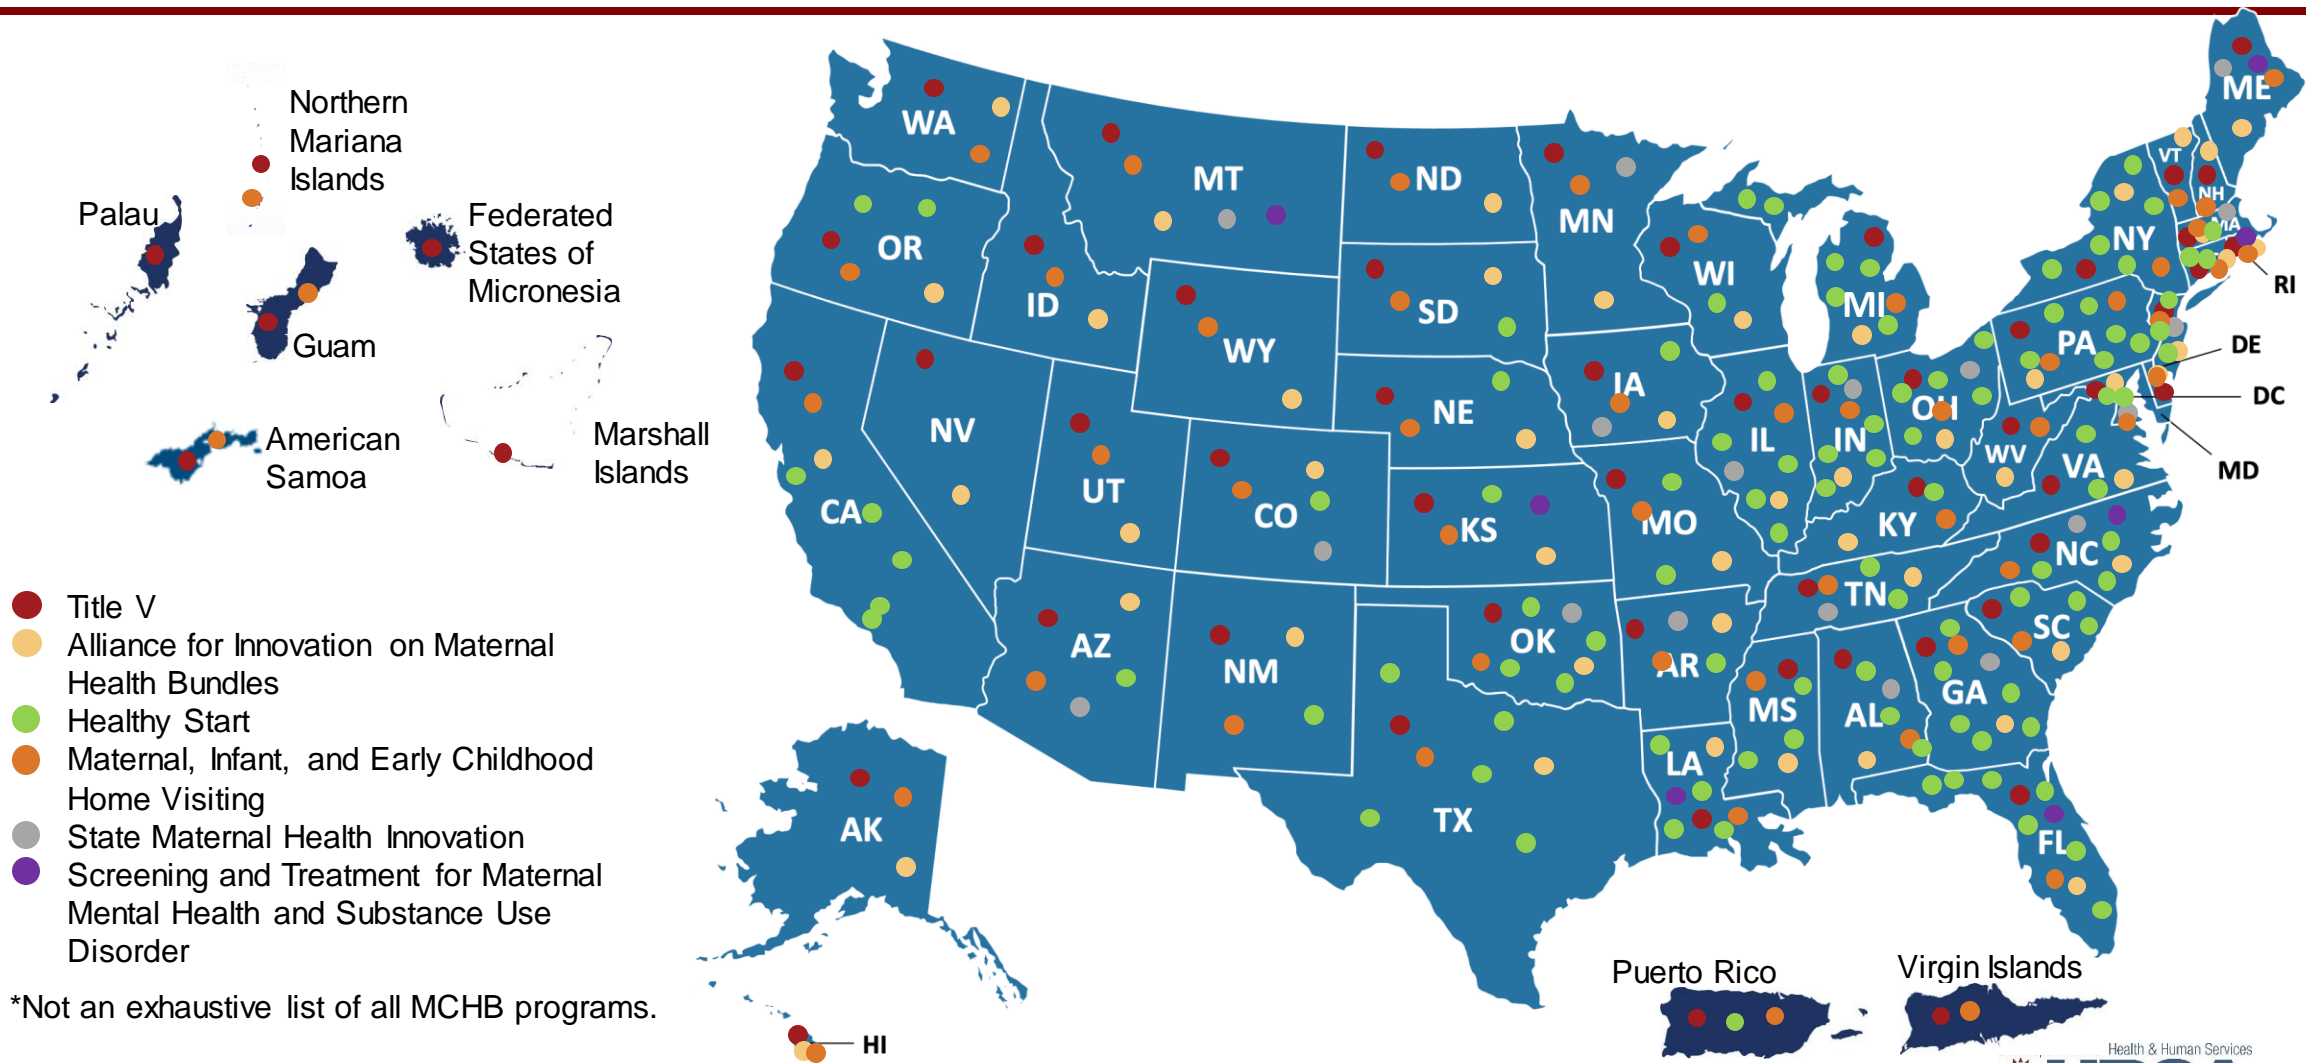 Northern
Mariana
Islands
Palau
Federated
States of
Micronesia
Guam
American
Samoa
Marshall
Islands
Title V
Alliance for Innovation on Maternal
Health Bundles
Healthy Start
Maternal, Infant, and Early Childhood
Home Visiting
State Maternal Health Innovation
Screening and Treatment for Maternal
Mental Health and Substance Use
Disorder
*Not an exhaustive list of all MCHB programs.
WA
OR
MT
ID
WY
ND
SD
NE
MN
WI
MI
IA
NV
CA
UT
CO
KS
MO
IL
IN
OH
PA
NY
VT
NH
MA
ME
RI
DE
DC
MD
WV
VA
KY
NC
TN
SC
AZ
NM
OK
AR
MS
AL
GA
LA
TX
FL
AK
HI
Puerto Rico
Virgin Islands
Health & Human Services